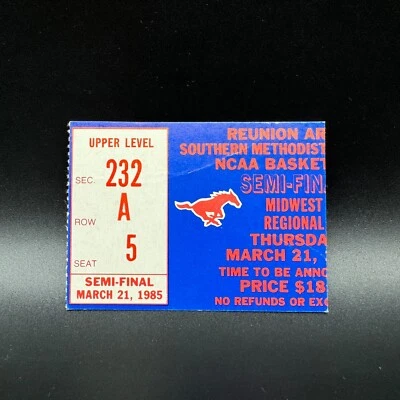 UPPER LEVEL
SEC. 232
ROW A
SEAT 5
SEMI-FINAL
MARCH 21, 1985
REUNION AR
SOUTHERN METHODIST
NCAA BASKET
SEMI-FINA
MIDWEST
REGIONAL
THURSDA
MARCH 21,
TIME TO BE ANNO
PRICE $18
NO REFUNDS OR EXC